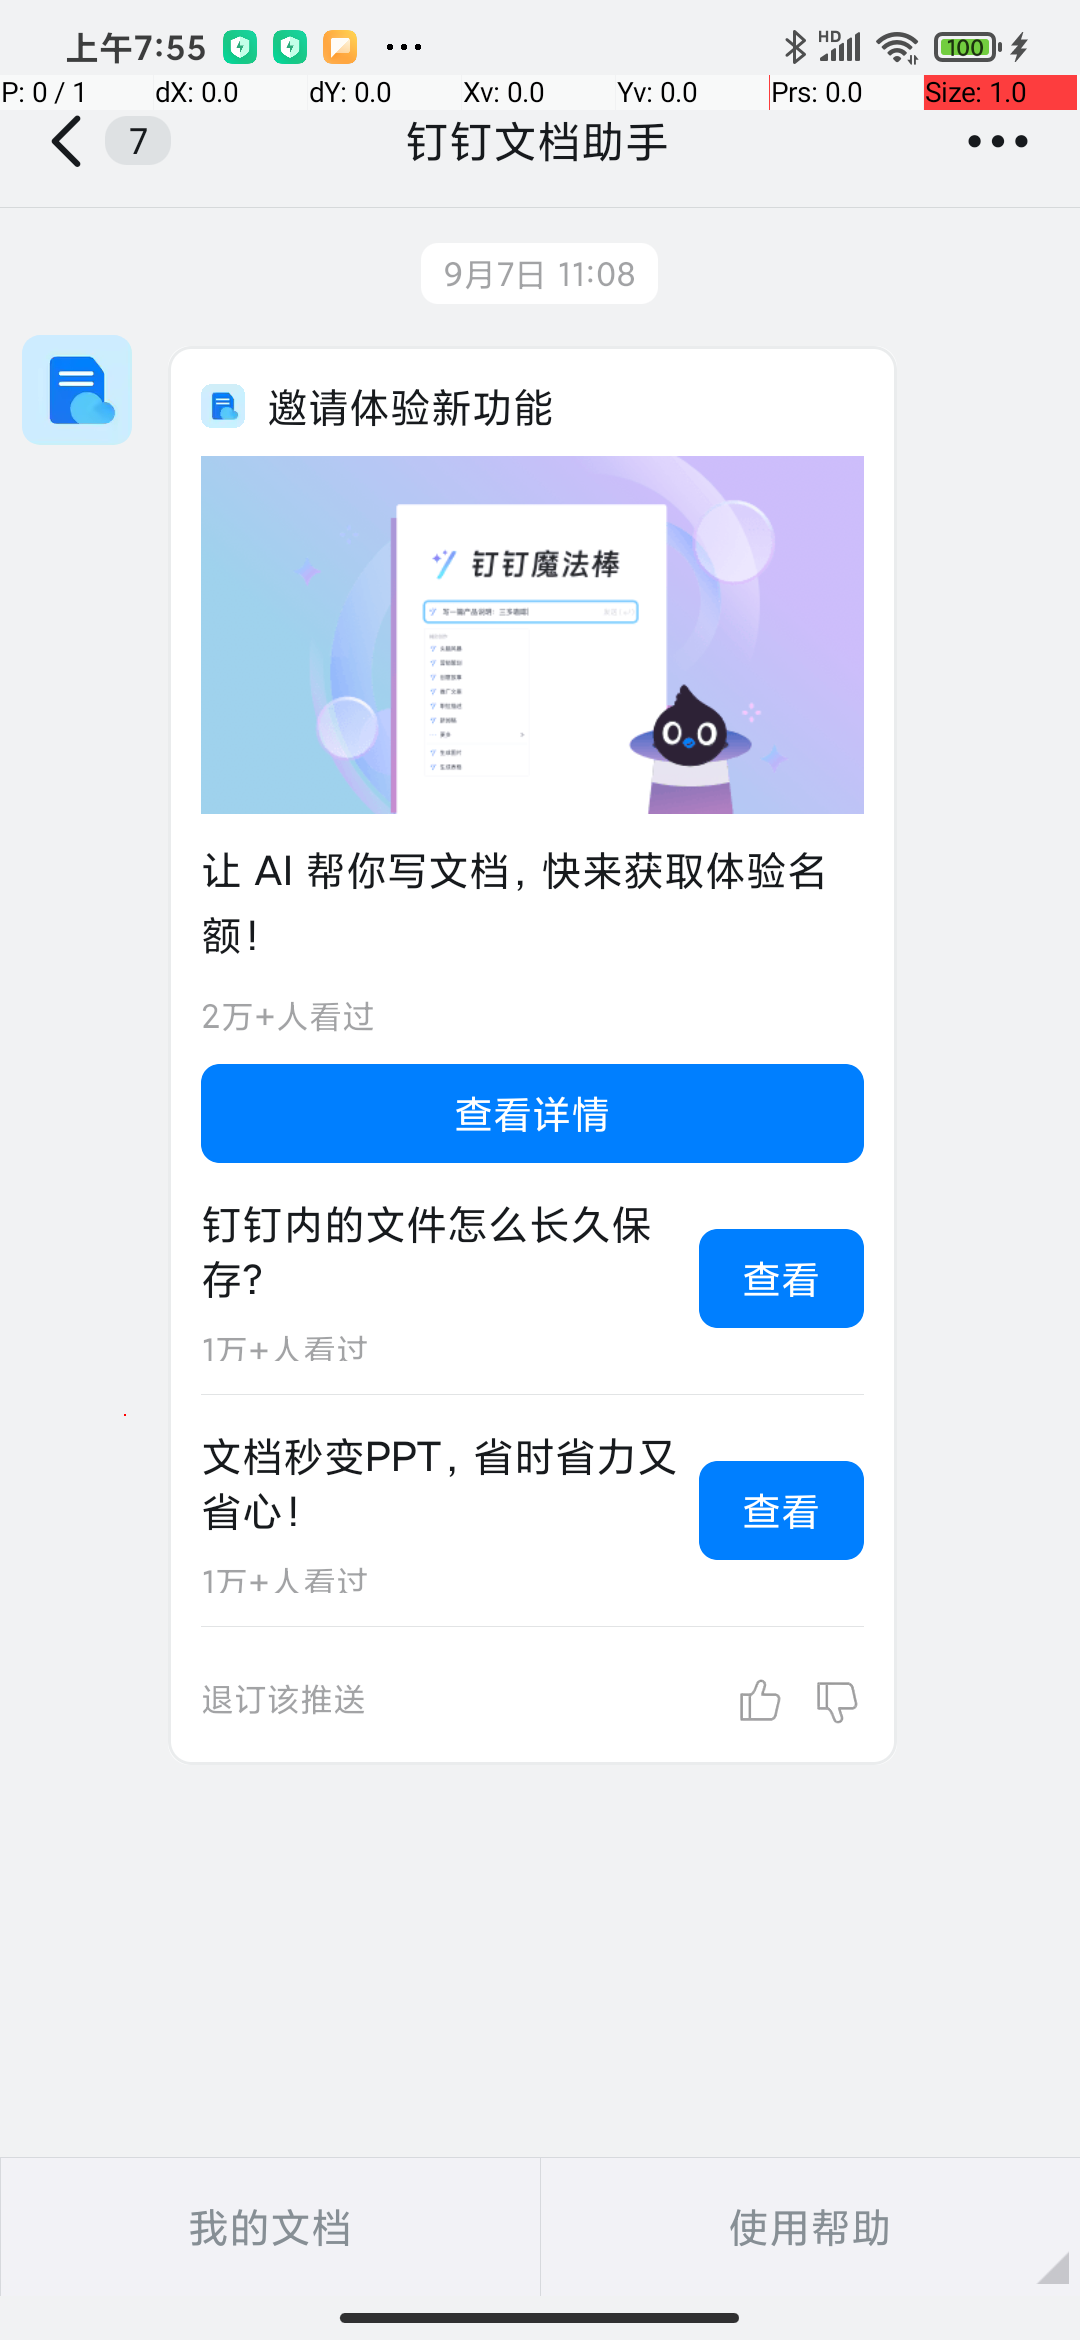 上午7:55
HD
100
P: 0 / 1 dX: 0.0 dY: 0.0 Xv: 0.0 Yv: 0.0 Prs: 0.0 Size: 1.0
7
钉钉文档助手
9月7日 11:08
邀请体验新功能
钉钉魔法棒
更多
让 AI 帮你写文档，快来获取体验名
额！
2万+人看过
查看详情
钉钉内的文件怎么长久保
存？
查看
1万+人看过
文档秒变PPT，省时省力又
省心！
查看
1万+人看过
退订该推送
我的文档
使用帮助